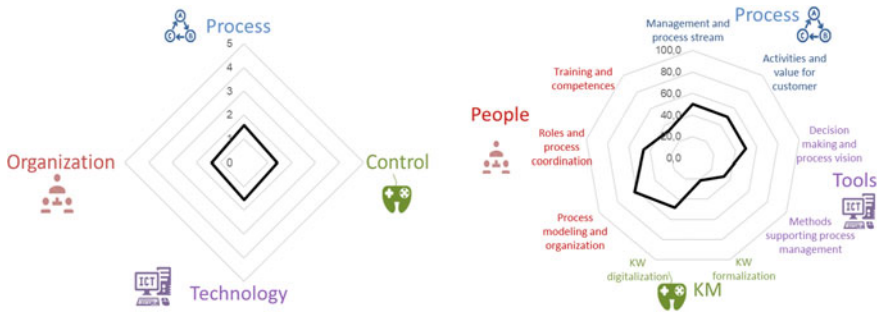 Process
5
4
3
2
1
0
Organization
Control
ICT
Technology
A
B
C
Process
A
B
C
Management and
process stream
100,0
80,0
60,0
40,0
20,0
0,0
Activities and
value for
customer
Training and
competences
People
Roles and
process
coordination
Decision
making and
process vision
Tools
ICT
Process
modeling and
organization
Methods
supporting process
management
KW
digitalization
KW
formalization
KM